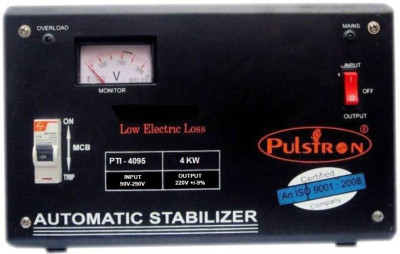 OVERLOAD
MAINS
V
MONITOR
INPUT
OFF
OUTPUT
ON
MCB
TRIP
Low Electric Loss
PULSTRON ®
PTI - 4095 4 KW
INPUT OUTPUT
90V-290V 220V +/-9%
Certified
An ISO 9001 : 2008
Company
AUTOMATIC STABILIZER